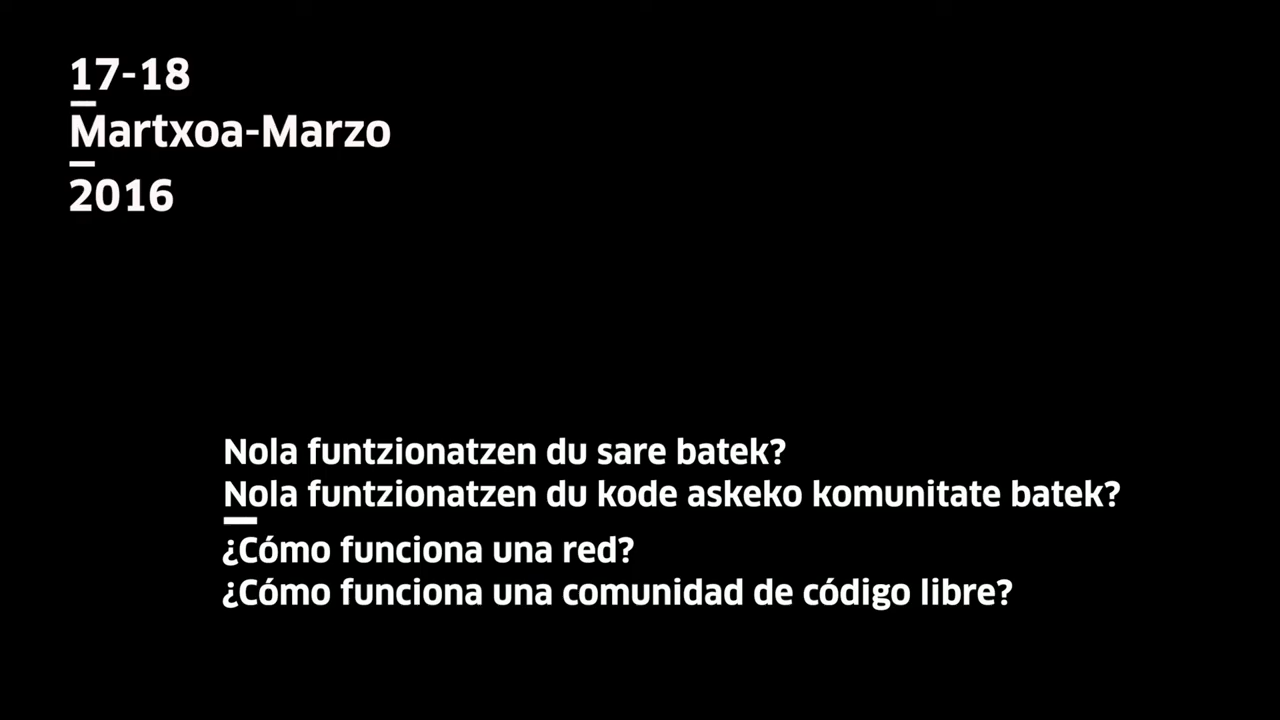 17-18
Martxoa-Marzo
2016
Nola funtzionatzen du sare batek?
Nola funtzionatzen du kode askeko komunitate batek?
¿Cómo funciona una red?
¿Cómo funciona una comunidad de código libre?